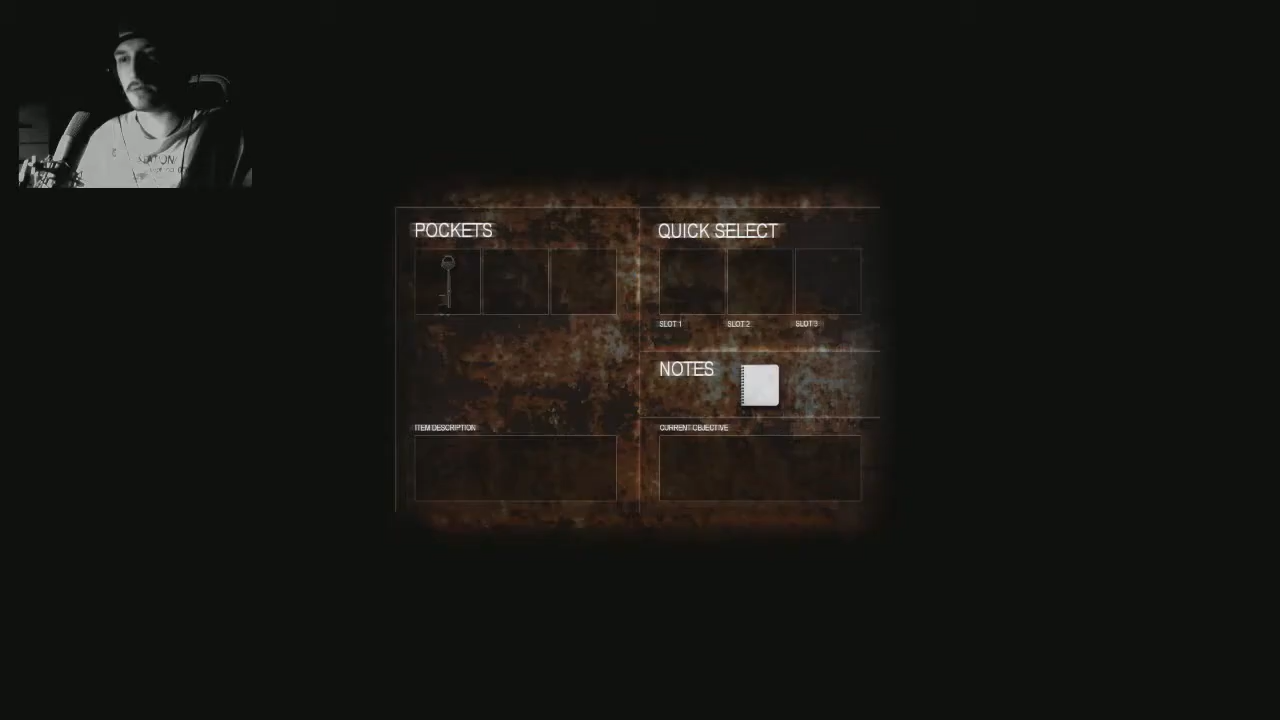 POCKETS
QUICK SELECT
SLOT 1
SLOT 2
SLOT 3
NOTES
ITEM DESCRIPTION
CURRENT OBJECTIVE